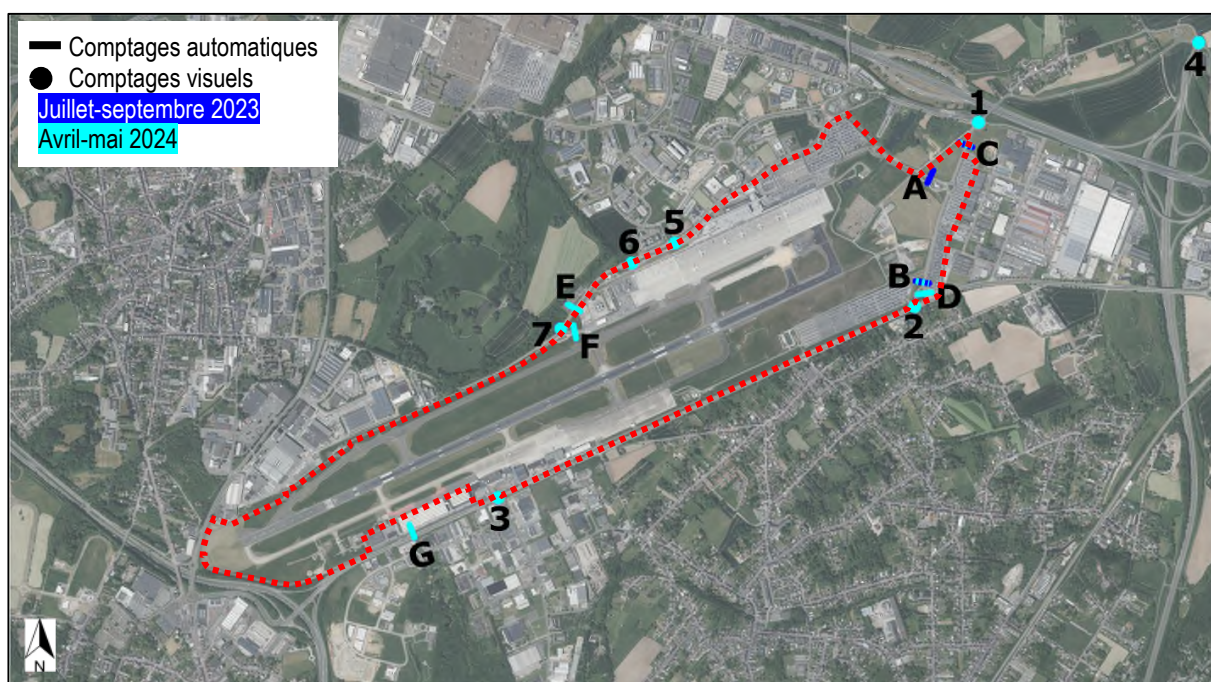 Comptages automatiques
Comptages visuels
Juillet-septembre 2023
Avril-mai 2024
4
1
C
A
5
6
B
D
E
2
7
F
3
G
N